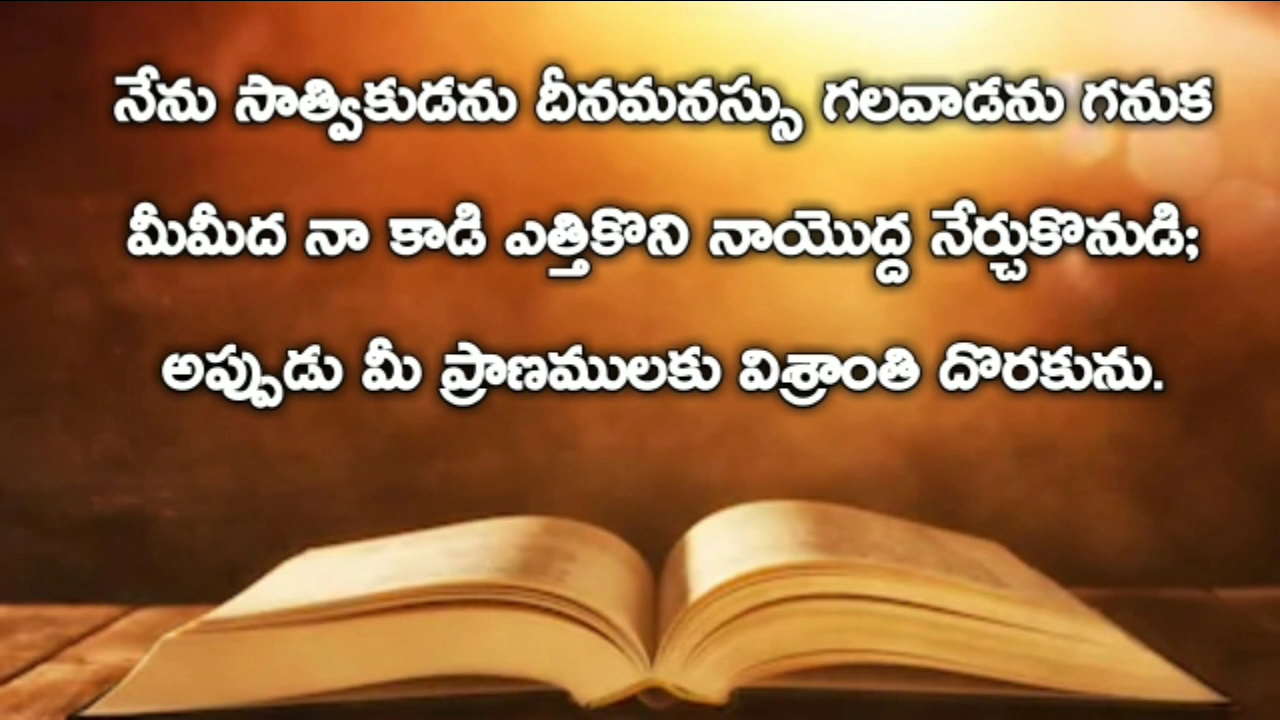 నేను సాత్వికుడను దీనమనస్సు గలవాడను గనుక
మీమీద నా కాడి ఎత్తికొని నాయొద్ద నేర్చుకొనుడి;
అప్పుడు మీ ప్రాణములకు విశ్రాంతి దొరకును.